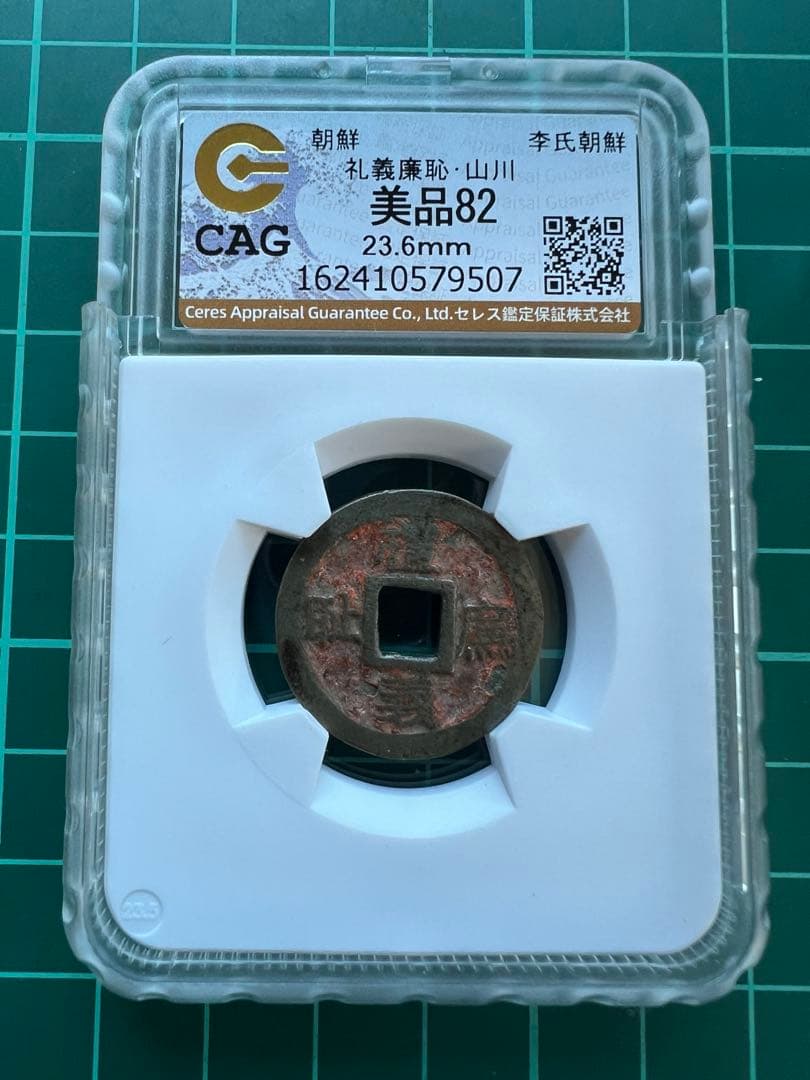 朝鮮
李氏朝鮮
礼義廉恥·山川
美品82
CAG
23.6mm
162410579507
Ceres Appraisal Guarantee Co., Ltd.セレス鑑定保証株式会社
禮
義
廉
恥
23.5